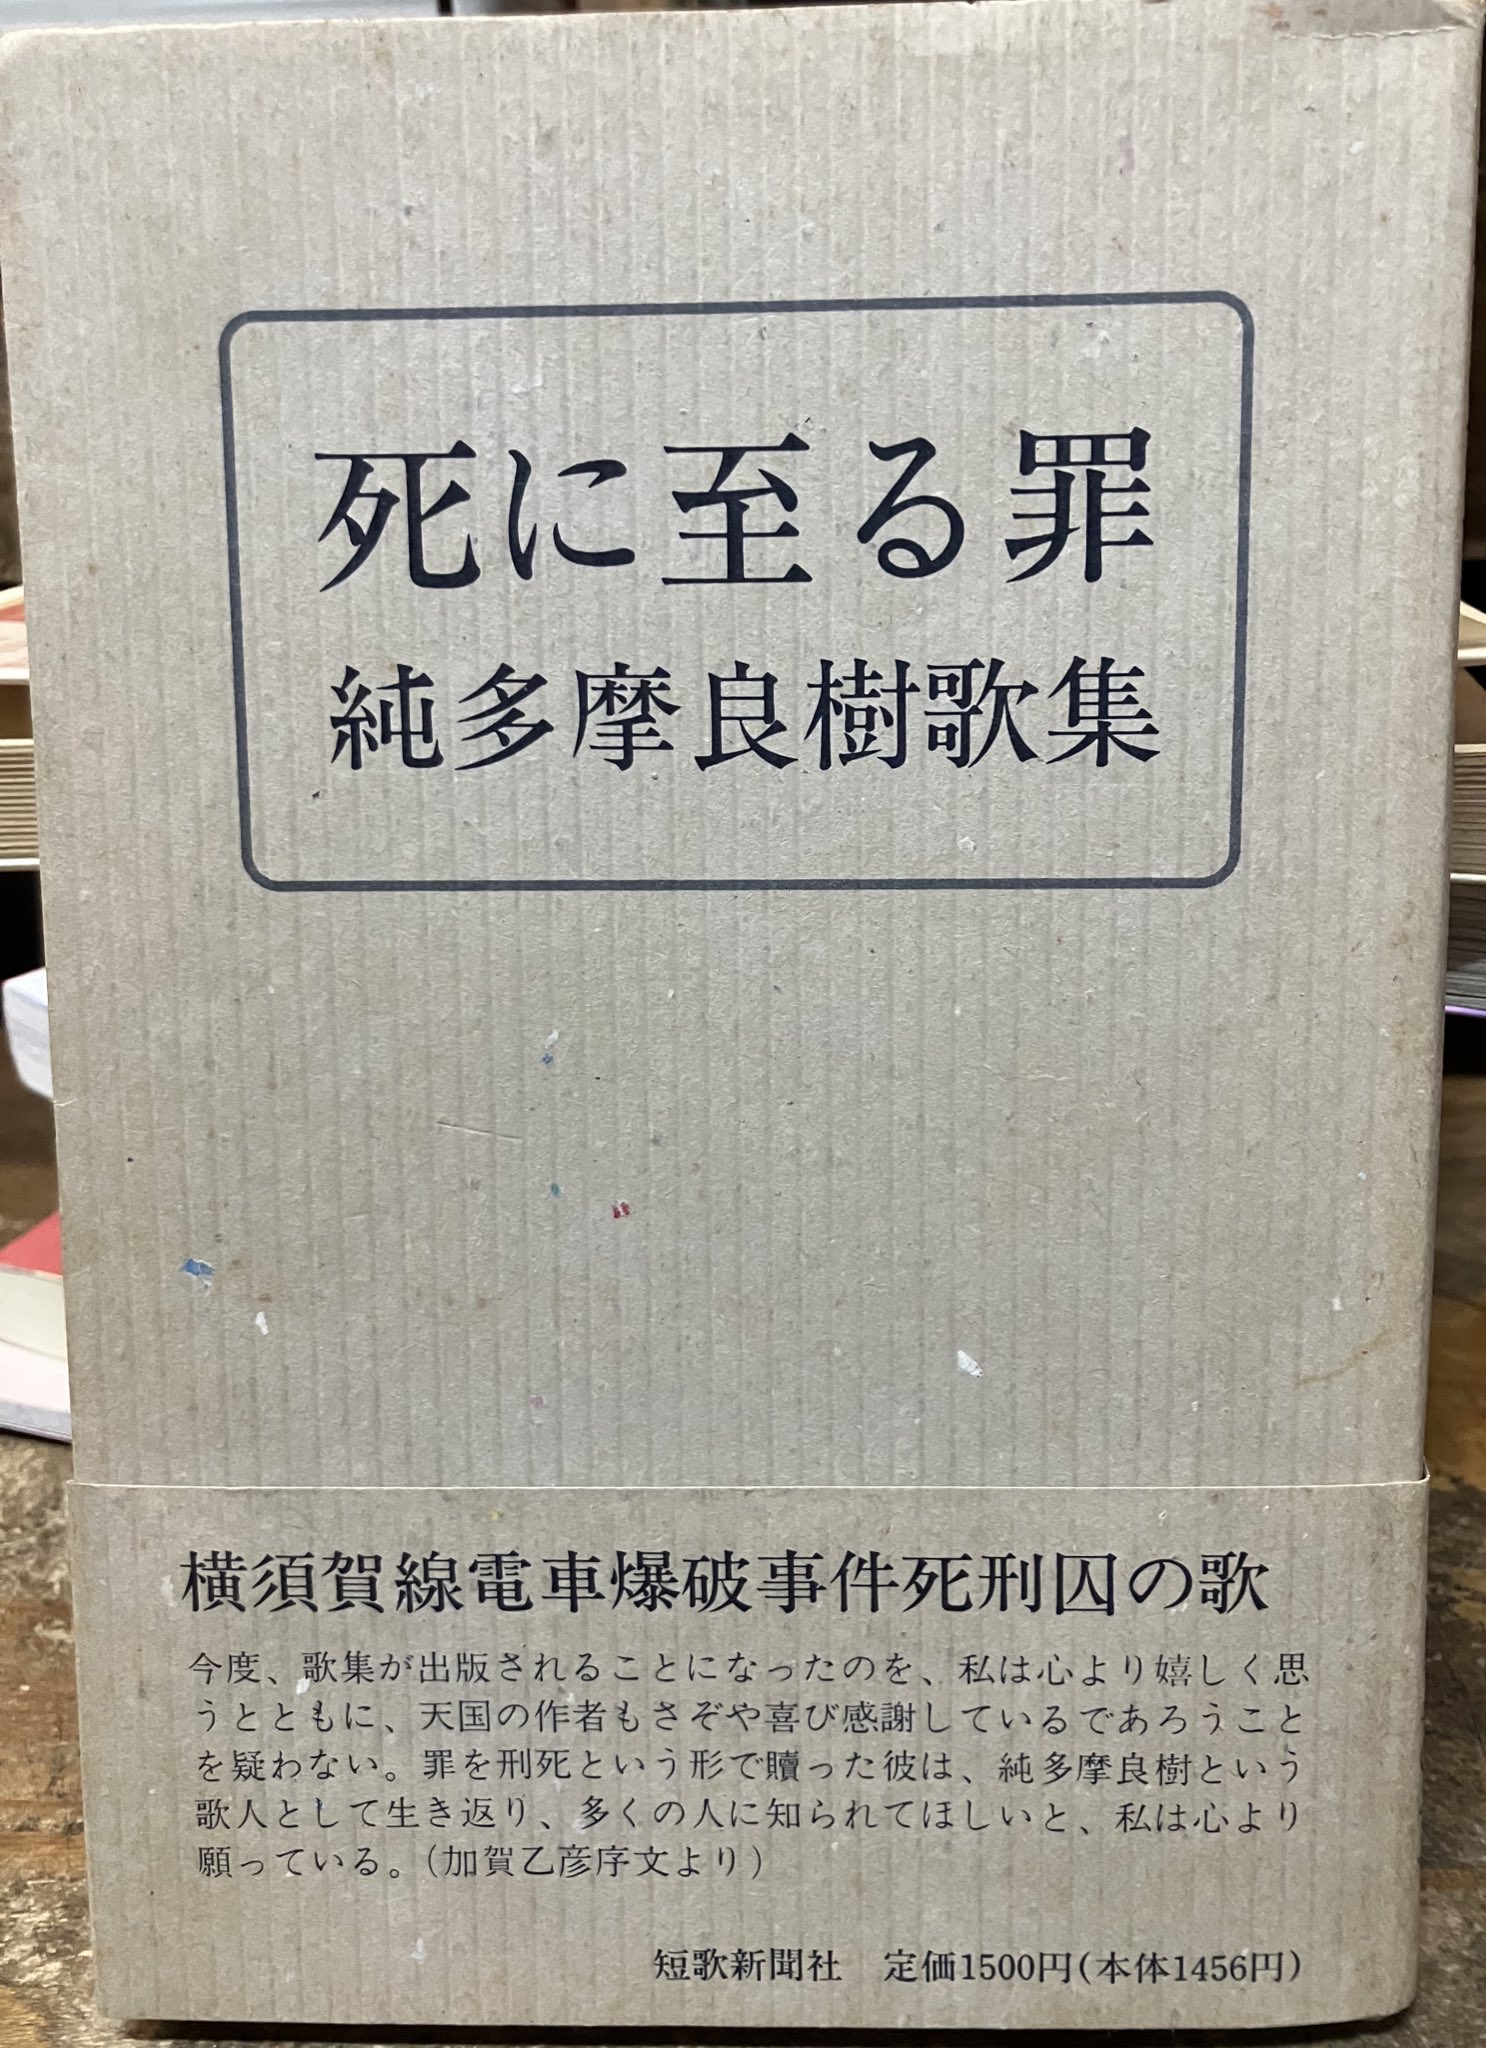 死に至る罪
純多摩良樹歌集
横須賀線電車爆破事件死刑囚の歌
今度、歌集が出版されることになったのを、私は心より嬉しく思
うとともに、天国の作者もさぞや喜び感謝しているであろうこと
を疑わない。罪を刑死という形で贖った彼は、純多摩良樹という
歌人として生き返り、多くの人に知られてほしいと、私は心より
願っている。(加賀乙彦序文より)
短歌新聞社　定価1500円(本体1456円)